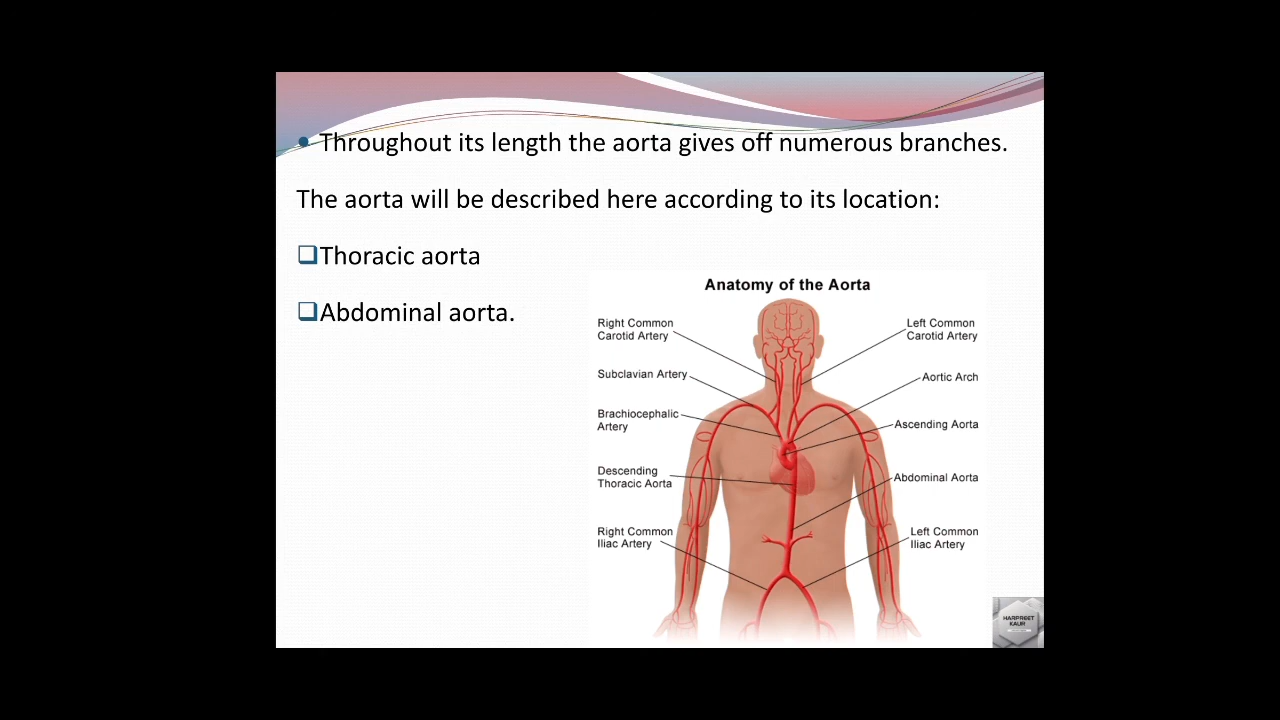 Throughout its length the aorta gives off numerous branches.
The aorta will be described here according to its location:
Thoracic aorta
Abdominal aorta.
Anatomy of the Aorta
Right Common
Carotid Artery
Subclavian Artery
Brachiocephalic
Artery
Descending
Thoracic Aorta
Right Common
Iliac Artery
Left Common
Carotid Artery
Aortic Arch
Ascending Aorta
Abdominal Aorta
Left Common
Iliac Artery
HARPREET
KAUR